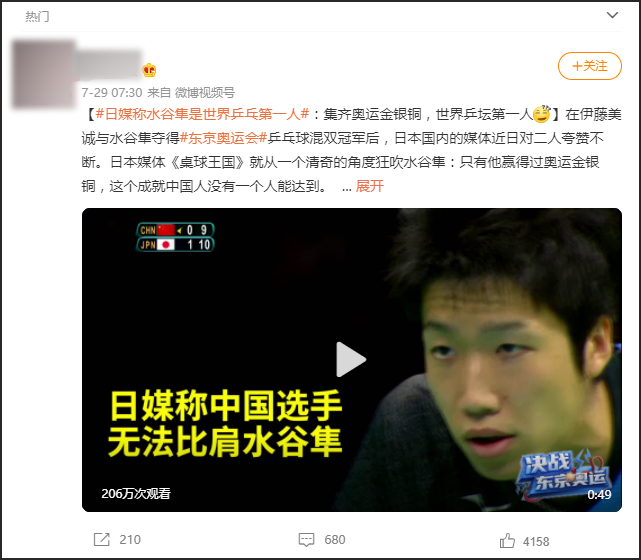 热门
7-29 07:30 来自 微博视频号
+关注
【#日媒称水谷隼是世界乒乓第一人#：集齐奥运金银铜，世界乒坛第一人】在伊藤美
诚与水谷隼夺得#东京奥运会#乒乓球混双冠军后，日本国内的媒体近日对二人夸赞不
断。日本媒体《桌球王国》就从一个清奇的角度狂吹水谷隼：只有他赢得过奥运金银
铜，这个成就中国人没有一个人能达到。 ... 展开
CHN 0 9
JPN 1 10
日媒称中国选手
无法比肩水谷隼
决战
东京奥运
206万次观看
0:49
210
680
4158